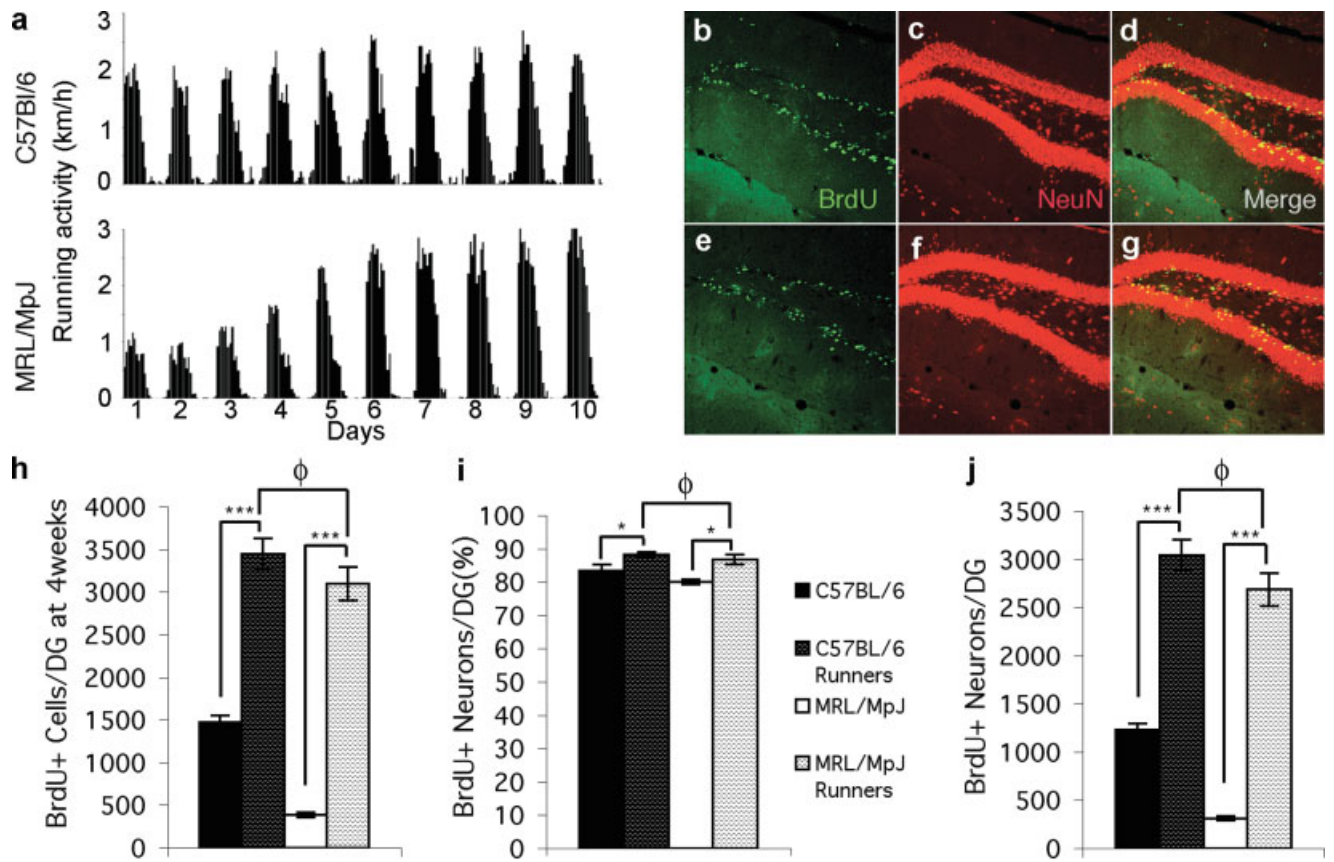 a
C57Bl/6
MRL/MpJ
Running activity (km/h)
3
2
1
0
3
2
1
0
1 2 3 4 5 6 7 8 9 10
Days
b
BrdU
c
NeuN
d
Merge
e
f
g
h
BrdU+ Cells/DG at 4weeks
4000
3500
3000
2500
2000
1500
1000
500
0
***
***
ϕ
i
BrdU+ Neurons/DG(%)
100
90
80
70
60
50
40
30
20
10
0
*
*
ϕ
C57BL/6
C57BL/6
Runners
MRL/MpJ
MRL/MpJ
Runners
j
BrdU+ Neurons/DG
3500
3000
2500
2000
1500
1000
500
0
***
***
ϕ